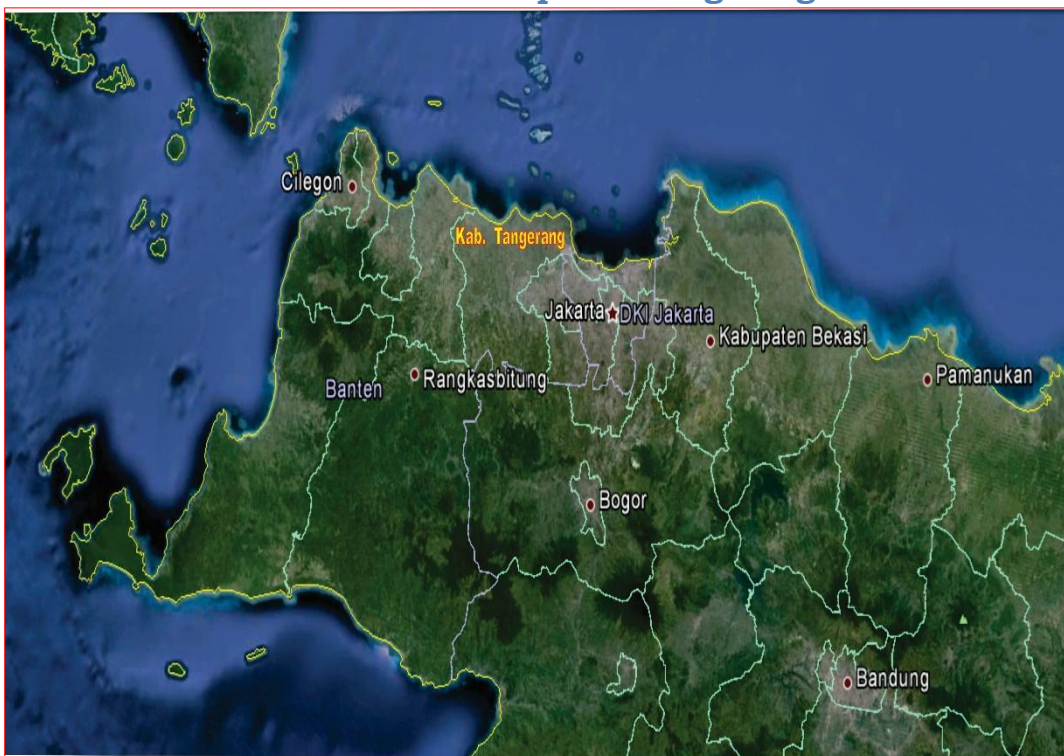 Cilegon
Kab. Tangerang
Jakarta
DKI Jakarta
Kabupaten Bekasi
Banten
Rangkasbitung
Pamanukan
Bogor
Bandung